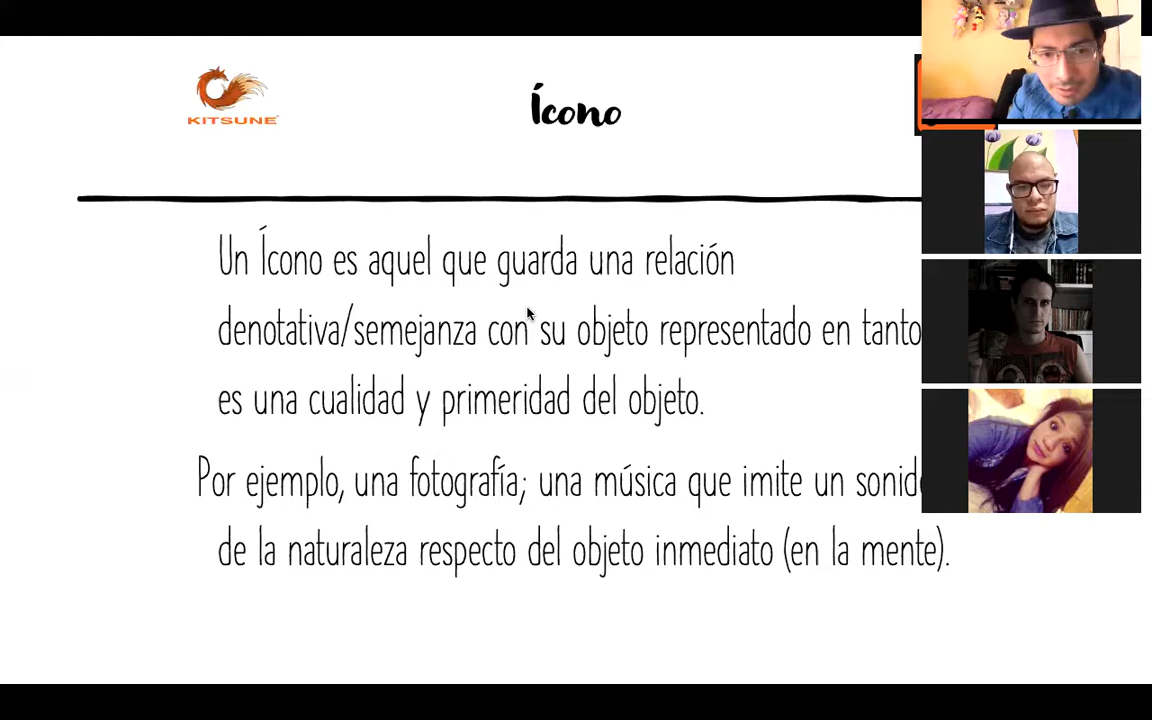 KITSUNE
Ícono
Un Ícono es aquel que guarda una relación
denotativa/semejanza con su objeto representado en tanto
es una cualidad y primeridad del objeto.
Por ejemplo, una fotografía; una música que imite un
de la naturaleza respecto del objeto inmediato (en la mente).